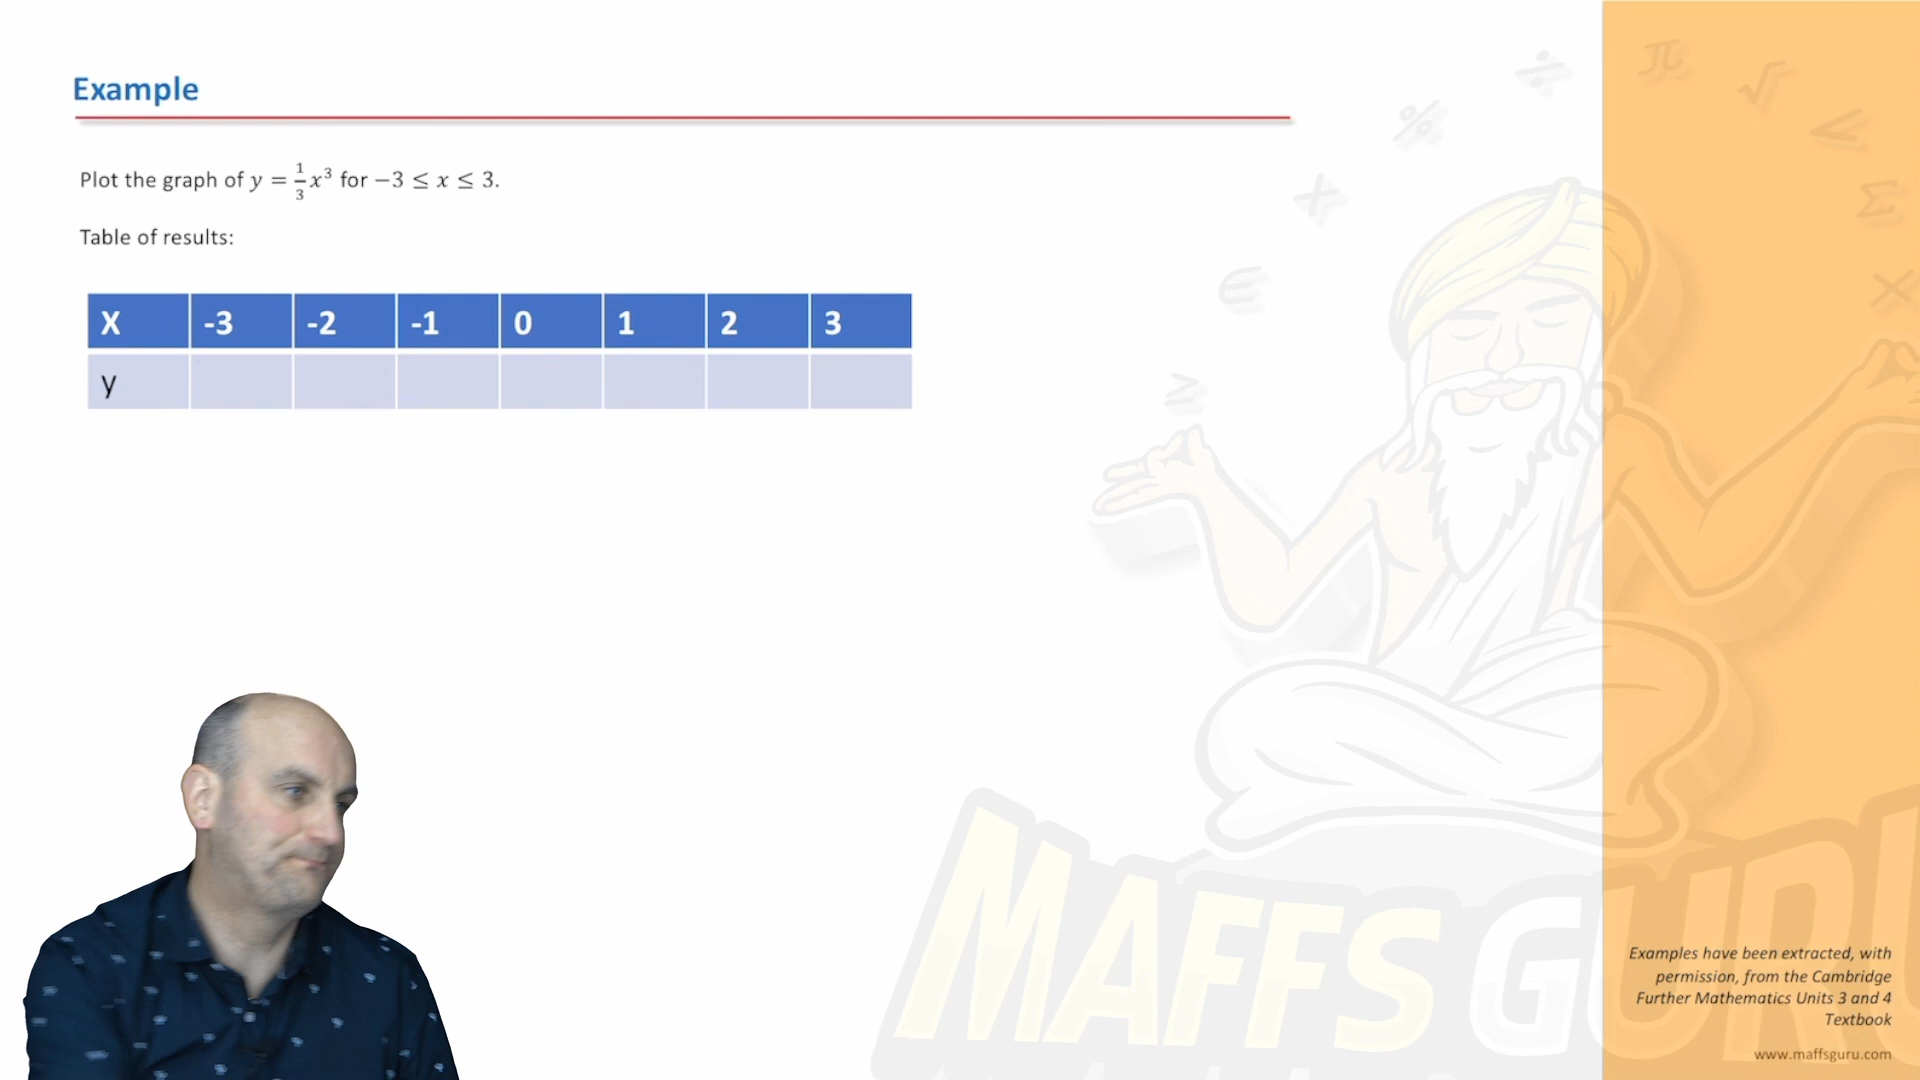 Example
Plot the graph of y = 1/3 x³ for −3 ≤ x ≤ 3.
Table of results:
X -3 -2 -1 0 1 2 3
y
÷ π √ ∠ % × Σ × ∈ ≥
MAFFS GURU
Examples have been extracted, with
permission, from the Cambridge
Further Mathematics Units 3 and 4
Textbook
www.maffsguru.com